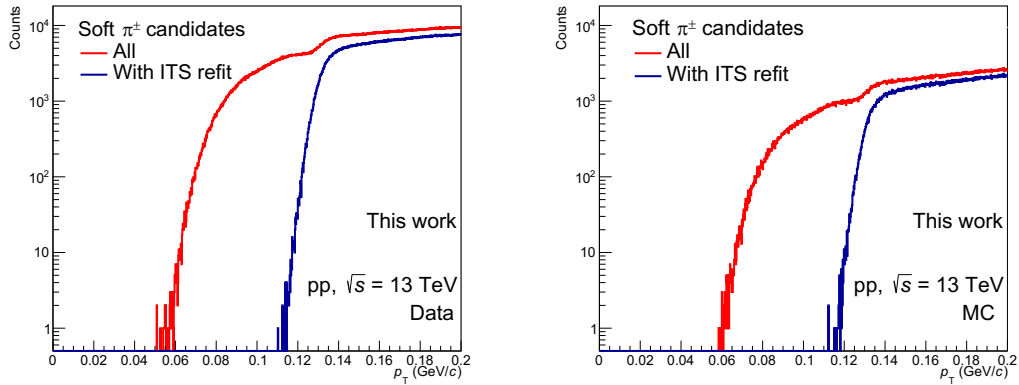 Counts
10⁴
10³
10²
10
1
Soft π± candidates
All
With ITS refit
This work
pp, √s = 13 TeV
Data
0 0.02 0.04 0.06 0.08 0.1 0.12 0.14 0.16 0.18 0.2
p_T (GeV/c)
Counts
10⁴
10³
10²
10
1
Soft π± candidates
All
With ITS refit
This work
pp, √s = 13 TeV
MC
0 0.02 0.04 0.06 0.08 0.1 0.12 0.14 0.16 0.18 0.2
p_T (GeV/c)